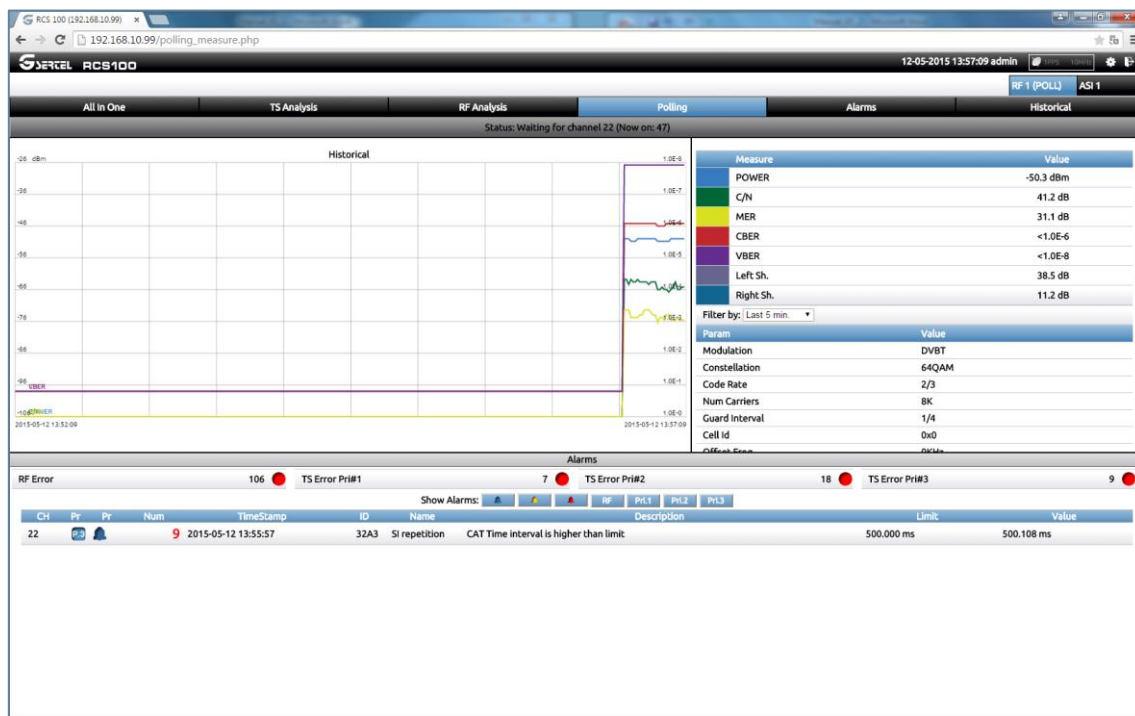 RCS 100 (192.168.10.99) ×
192.168.10.99/polling_measure.php
SERTEL RCS100 12-05-2015 13:57:09 admin 1PPS 10MHz
RF 1 (POLL) ASI 1
All In One TS Analysis RF Analysis Polling Alarms Historical
Status: Waiting for channel 22 (Now on: 47)
Historical
-26 dBm 1.0E-8
-36 1.0E-7
-46 1.0E-6
-56 1.0E-5
-66
-76 1.0E-3
-86 1.0E-2
-96 VBER 1.0E-1
-106 1.0E-0
2015-05-12 13:52:09 2015-05-12 13:57:09
Measure Value
POWER -50.3 dBm
C/N 41.2 dB
MER 31.1 dB
CBER <1.0E-6
VBER <1.0E-8
Left Sh. 38.5 dB
Right Sh. 11.2 dB
Filter by: Last 5 min.
Param Value
Modulation DVBT
Constellation 64QAM
Code Rate 2/3
Num Carriers 8K
Guard Interval 1/4
Cell Id 0x0
Offset Freq 0KHz
Alarms
RF Error 106 TS Error Pri#1 7 TS Error Pri#2 18 TS Error Pri#3 9
Show Alarms: RF Pri.1 Pri.2 Pri.3
CH Pr Pr Num TimeStamp ID Name Description Limit Value
22 P.3 9 2015-05-12 13:55:57 32A3 SI repetition CAT Time interval is higher than limit 500.000 ms 500.108 ms